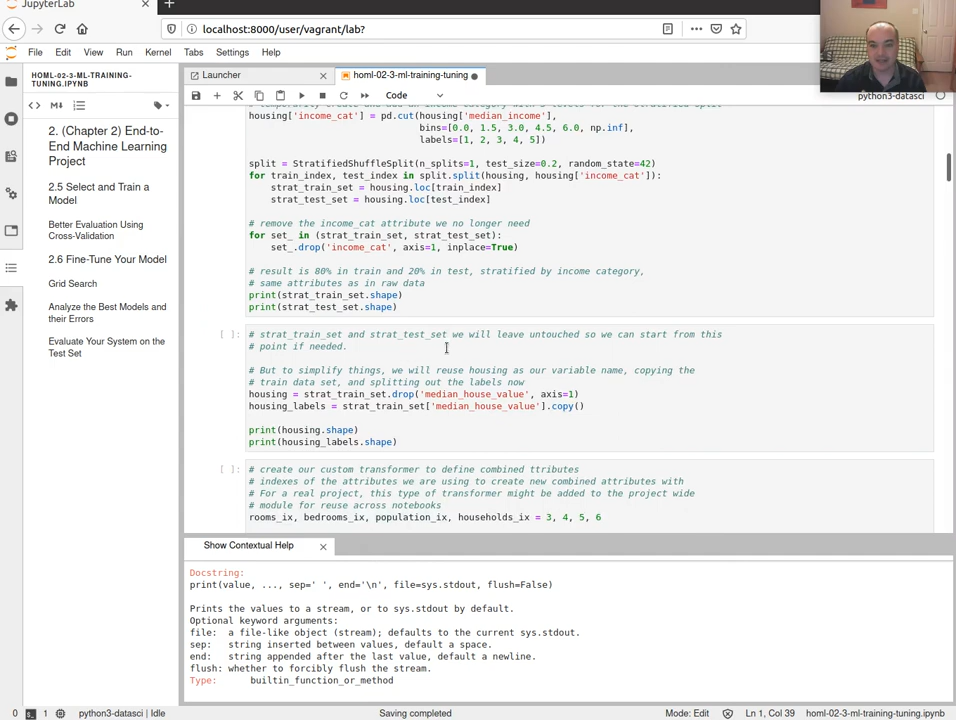 JupyterLab
localhost:8000/user/vagrant/lab?
File Edit View Run Kernel Tabs Settings Help
HOML-02-3-ML-TRAINING-
TUNING.IPYNB
2. (Chapter 2) End-to-
End Machine Learning
Project
2.5 Select and Train a
Model
Better Evaluation Using
Cross-Validation
2.6 Fine-Tune Your Model
Grid Search
Analyze the Best Models and
their Errors
Evaluate Your System on the
Test Set
Launcher
homl-02-3-ml-training-tuning
Code
python3-datasci
housing['income_cat'] = pd.cut(housing['median_income'],
bins=[0.0, 1.5, 3.0, 4.5, 6.0, np.inf],
labels=[1, 2, 3, 4, 5])
split = StratifiedShuffleSplit(n_splits=1, test_size=0.2, random_state=42)
for train_index, test_index in split.split(housing, housing['income_cat']):
strat_train_set = housing.loc[train_index]
strat_test_set = housing.loc[test_index]
# remove the income_cat attribute we no longer need
for set_ in (strat_train_set, strat_test_set):
set_.drop('income_cat', axis=1, inplace=True)
# result is 80% in train and 20% in test, stratified by income category,
# same attributes as in raw data
print(strat_train_set.shape)
print(strat_test_set.shape)
[ ]: # strat_train_set and strat_test_set we will leave untouched so we can start from this
# point if needed.
# But to simplify things, we will reuse housing as our variable name, copying the
# train data set, and splitting out the labels now
housing = strat_train_set.drop('median_house_value', axis=1)
housing_labels = strat_train_set['median_house_value'].copy()
print(housing.shape)
print(housing_labels.shape)
[ ]: # create our custom transformer to define combined ttributes
# indexes of the attributes we are using to create new combined attributes with
# For a real project, this type of transformer might be added to the project wide
# module for reuse across notebooks
rooms_ix, bedrooms_ix, population_ix, households_ix = 3, 4, 5, 6
Show Contextual Help
Docstring:
print(value, ..., sep=' ', end='\n', file=sys.stdout, flush=False)
Prints the values to a stream, or to sys.stdout by default.
Optional keyword arguments:
file: a file-like object (stream); defaults to the current sys.stdout.
sep: string inserted between values, default a space.
end: string appended after the last value, default a newline.
flush: whether to forcibly flush the stream.
Type: builtin_function_or_method
0 1 python3-datasci | Idle Saving completed Mode: Edit Ln 1, Col 39 homl-02-3-ml-training-tuning.ipynb